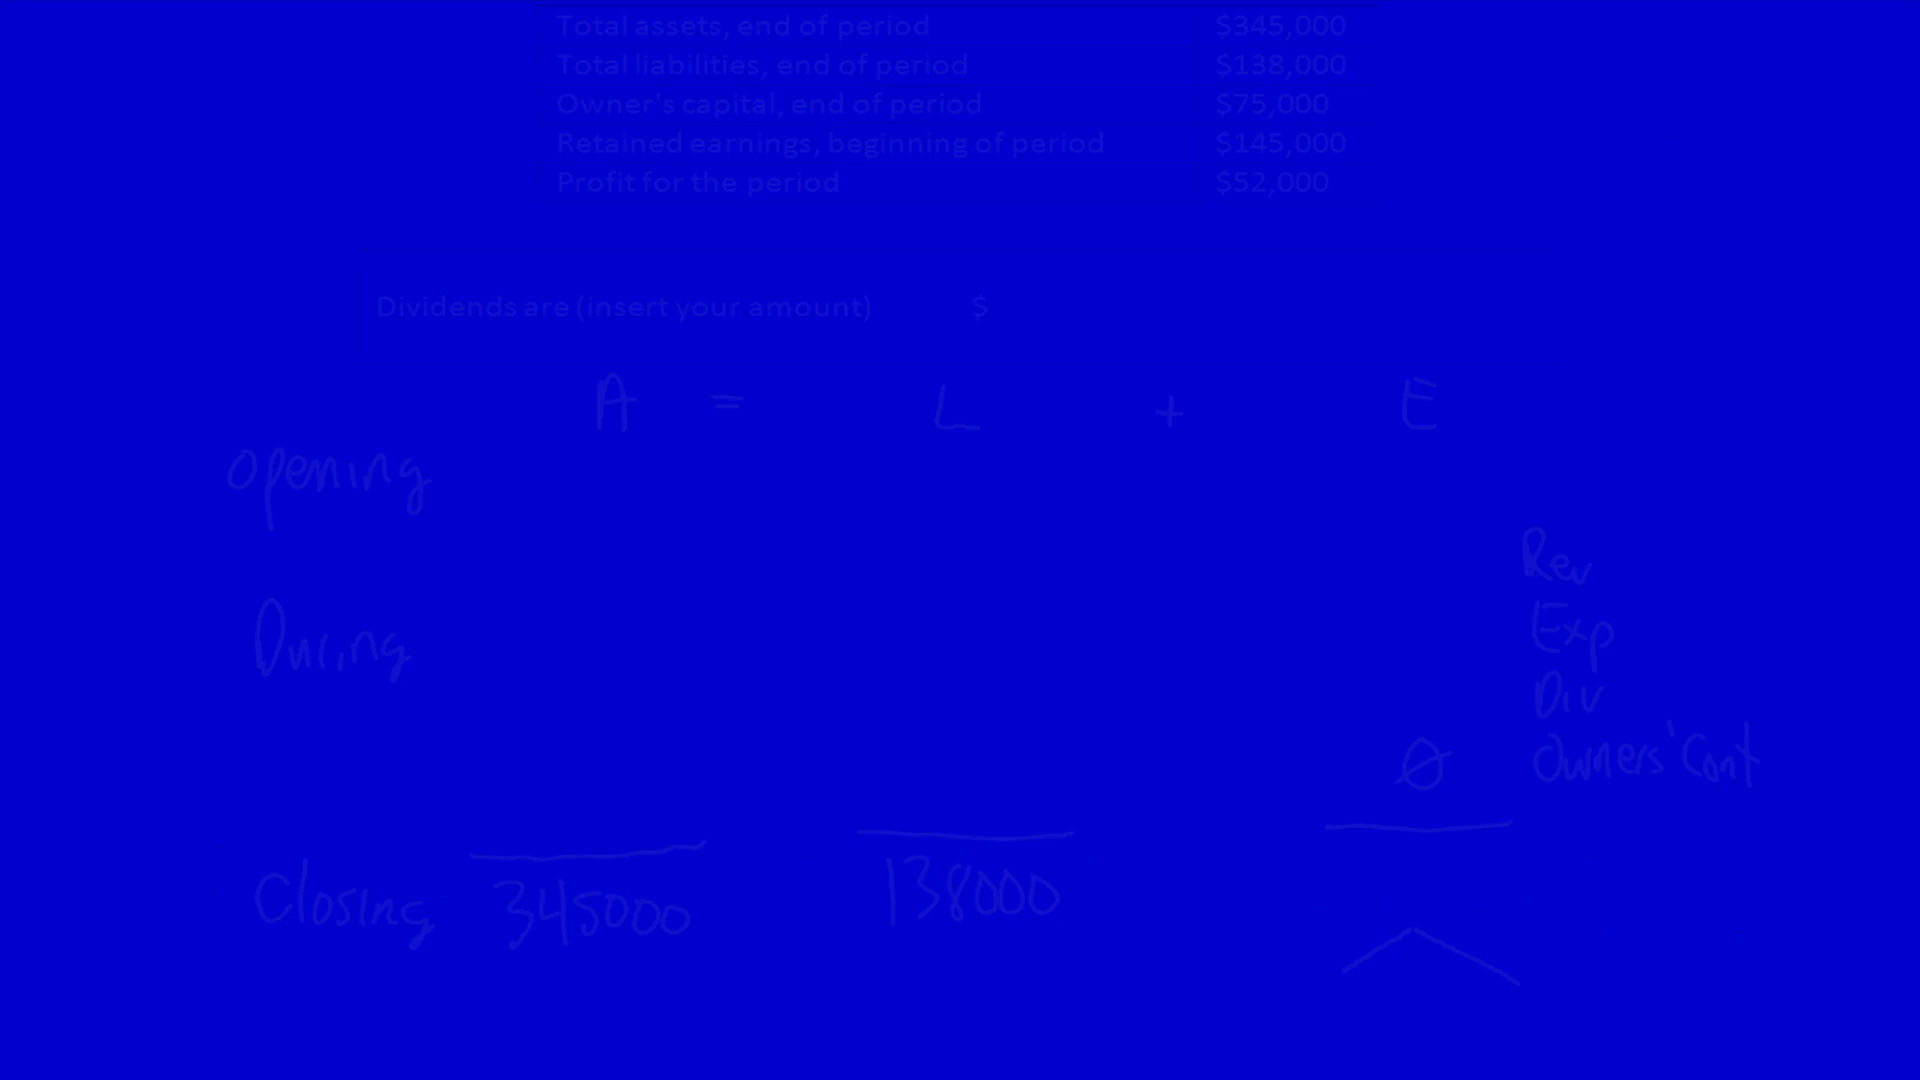 Total assets, end of period $345,000
Total liabilities, end of period $138,000
Owner's capital, end of period $75,000
Retained earnings, beginning of period $145,000
Profit for the period $52,000
Dividends are (insert your amount) $
A = L + E
Opening
Rev
Exp
During
Div
Ø Owners' Cont
Closing 345000 138000